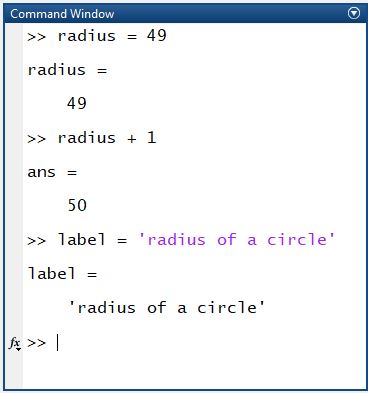 Command Window
>> radius = 49
radius =
49
>> radius + 1
ans =
50
>> label = 'radius of a circle'
label =
'radius of a circle'
fx >>